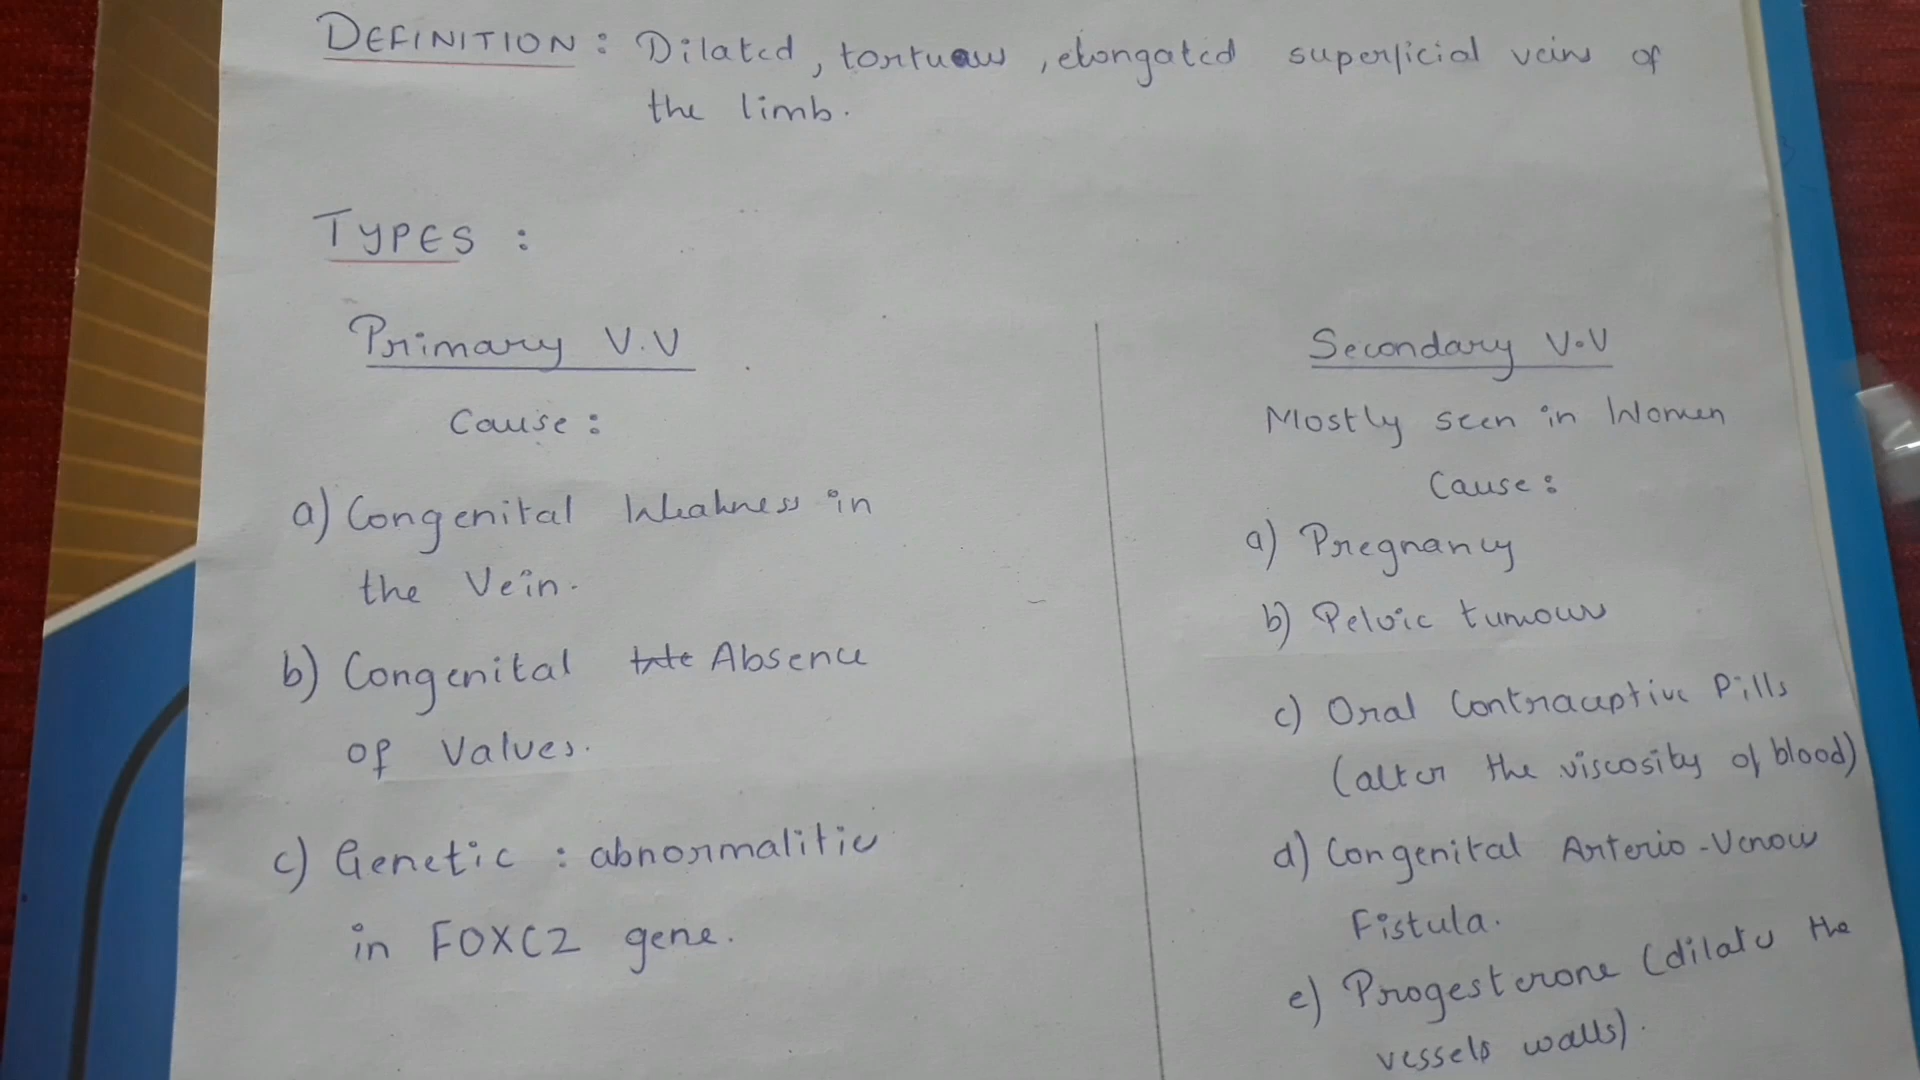 DEFINITION : Dilated, tortuous, elongated superficial veins of
the limb.
TYPES :
Primary V.V
Cause :
a) Congenital Weakness in
the Vein.
b) Congenital Absence
of Valves.
c) Genetic : abnormalities
in FOXC2 gene.
Secondary V.V
Mostly seen in Women
Cause :
a) Pregnancy
b) Pelvic tumour
c) Oral Contraceptive Pills
(alter the viscosity of blood)
d) Congenital Arterio-Venous
Fistula.
e) Progesterone (dilates the
vessels walls).